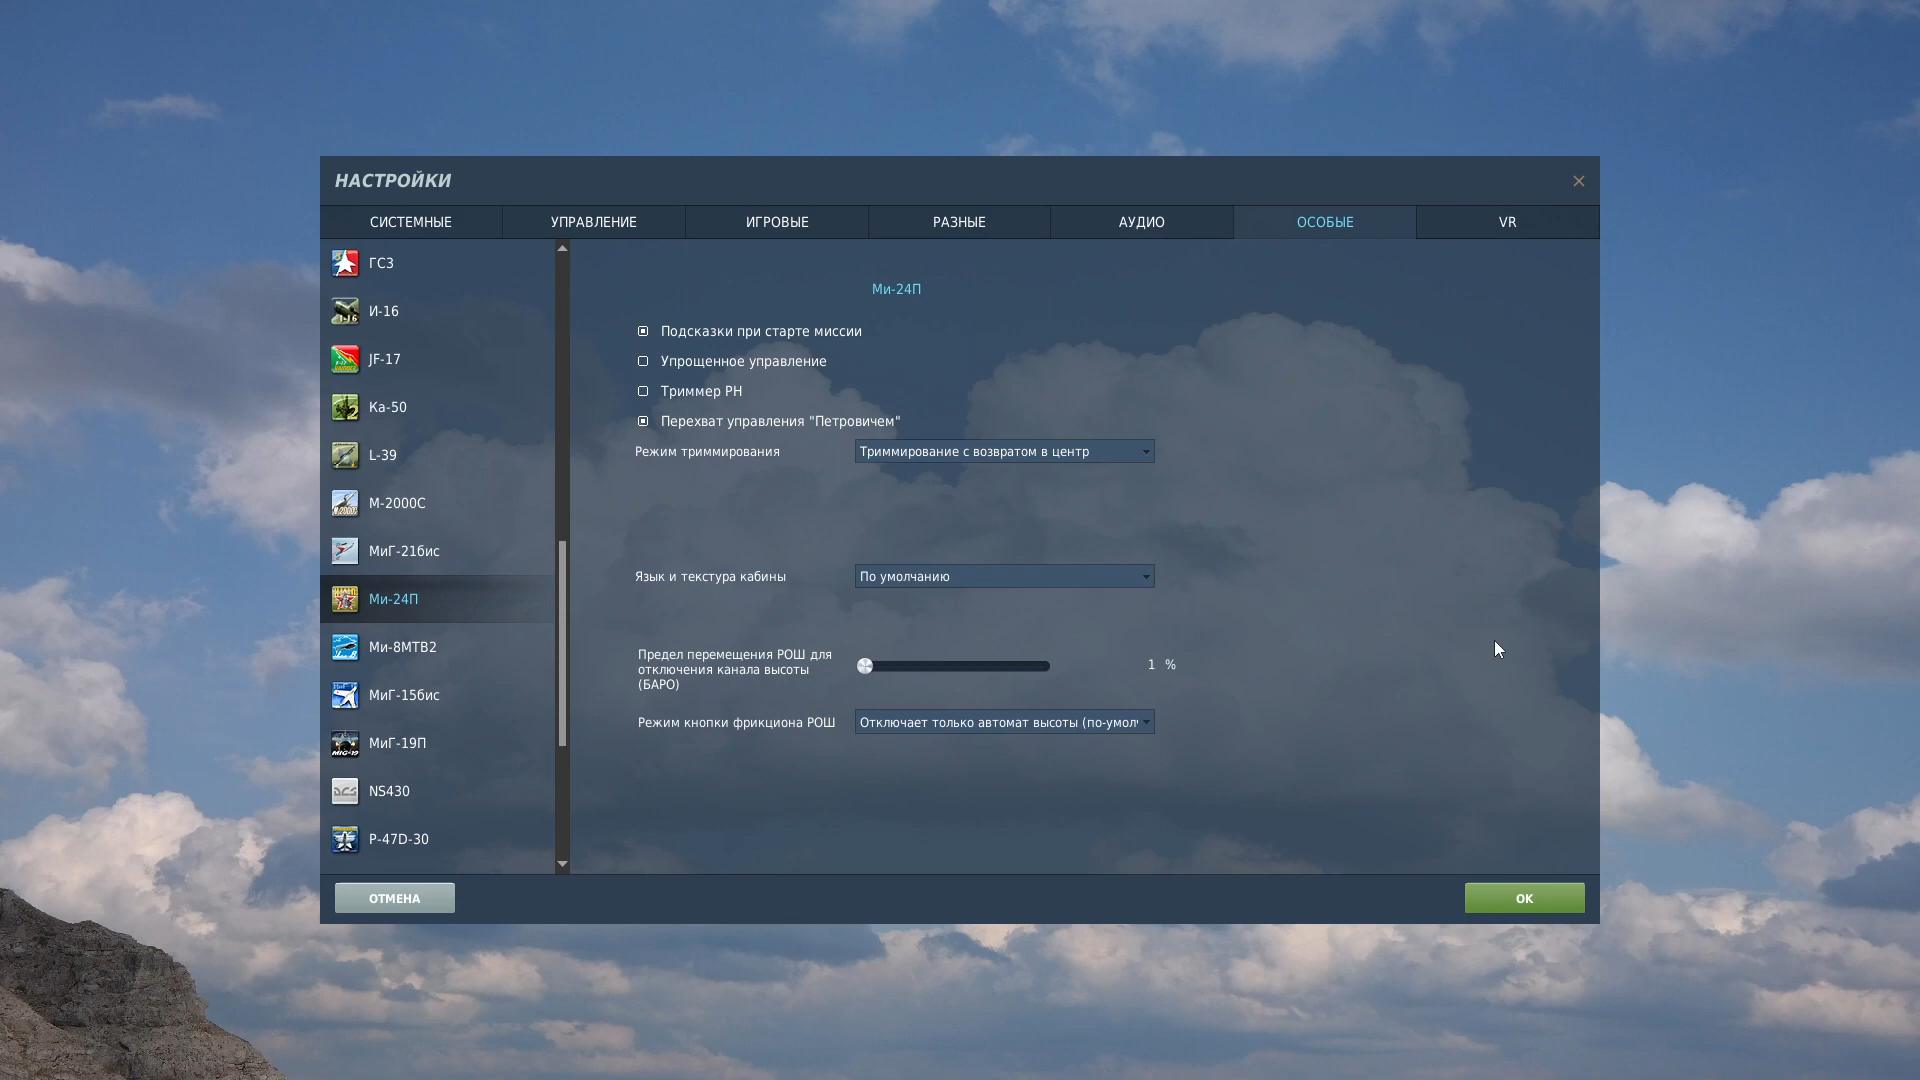 НАСТРОЙКИ
СИСТЕМНЫЕ УПРАВЛЕНИЕ ИГРОВЫЕ РАЗНЫЕ АУДИО ОСОБЫЕ VR
ГС3
И-16
JF-17
Ка-50
L-39
M-2000C
МиГ-21бис
Ми-24П
Ми-8МТВ2
МиГ-15бис
МиГ-19П
NS430
P-47D-30
Ми-24П
Подсказки при старте миссии
Упрощенное управление
Триммер РН
Перехват управления "Петровичем"
Режим триммирования Триммирование с возвратом в центр
Язык и текстура кабины По умолчанию
Предел перемещения РОШ для
отключения канала высоты
(БАРО)
1 %
Режим кнопки фрикциона РОШ Отключает только автомат высоты (по-умол
ОТМЕНА
OK